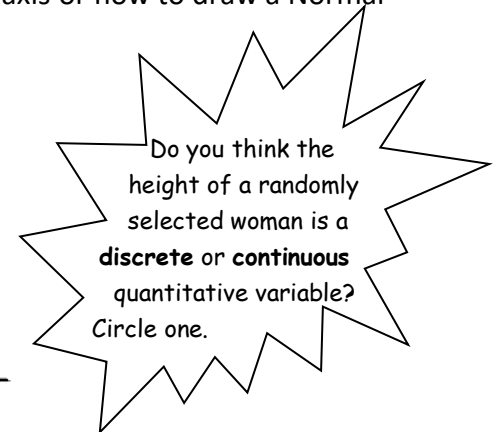 axis or how to draw a Normal
Do you think the
height of a randomly
selected woman is a
discrete or continuous
quantitative variable?
Circle one.